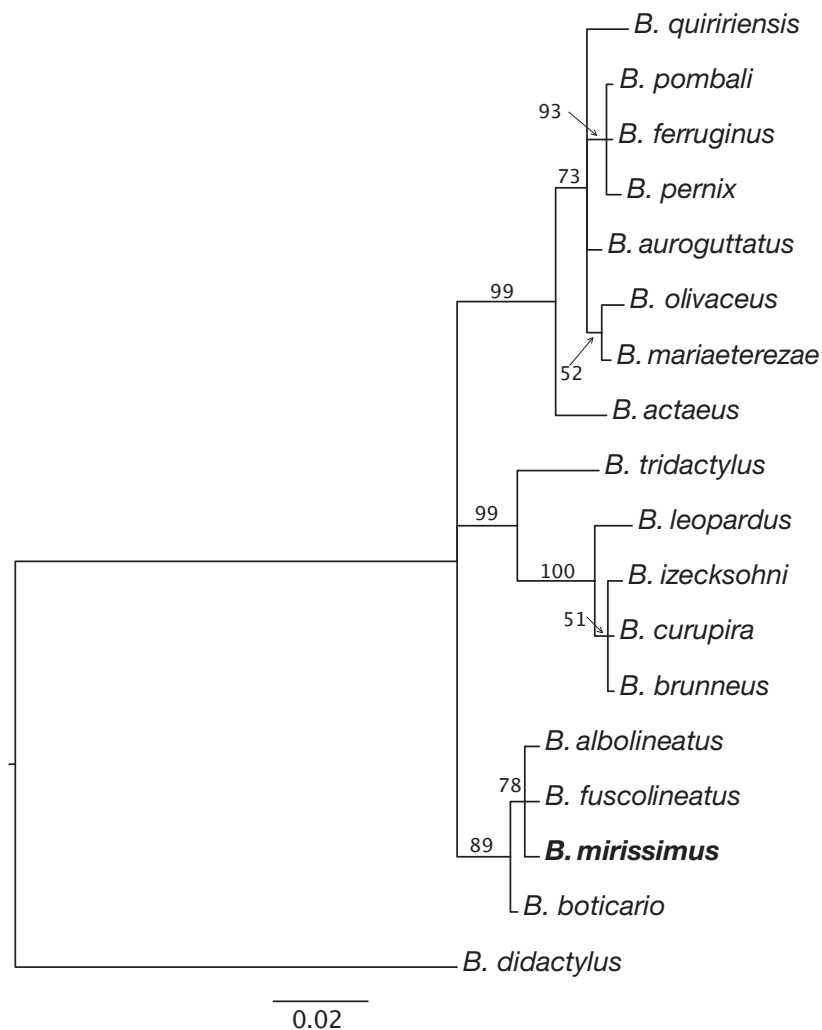 B. quiririensis
B. pombali
93
B. ferruginus
73
B. pernix
B. auroguttatus
99
B. olivaceus
B. mariaeterezae
52
B. actaeus
B. tridactylus
99
B. leopardus
100
B. izecksohni
51
B. curupira
B. brunneus
B. albolineatus
78
B. fuscolineatus
89
B. mirissimus
B. boticario
B. didactylus
0.02